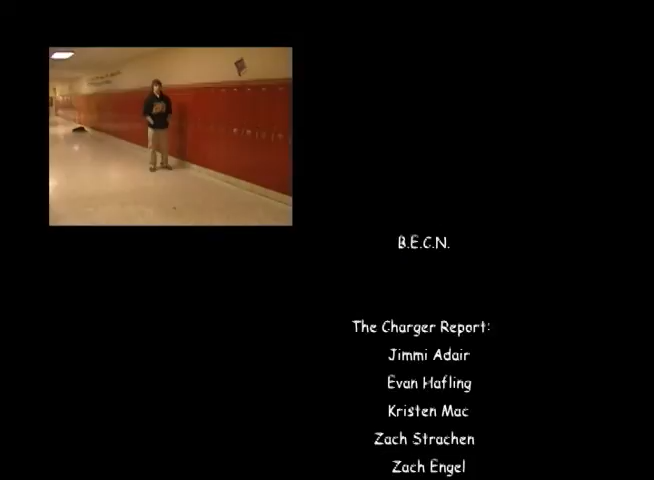 B.E.C.N.
The Charger Report:
Jimmi Adair
Evan Hafling
Kristen Mac
Zach Strachen
Zach Engel